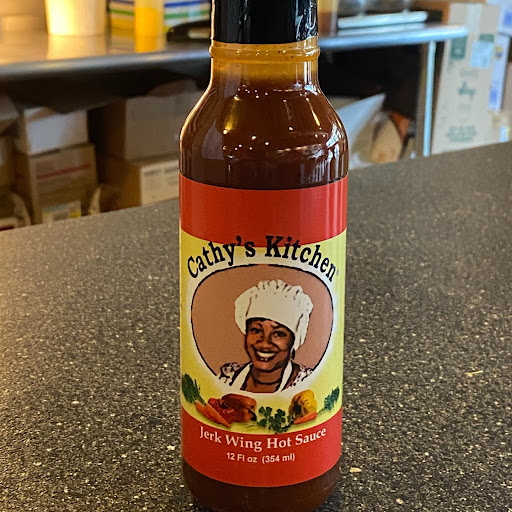 Cathy's Kitchen®
Jerk Wing Hot Sauce
12 Fl oz (354 ml)